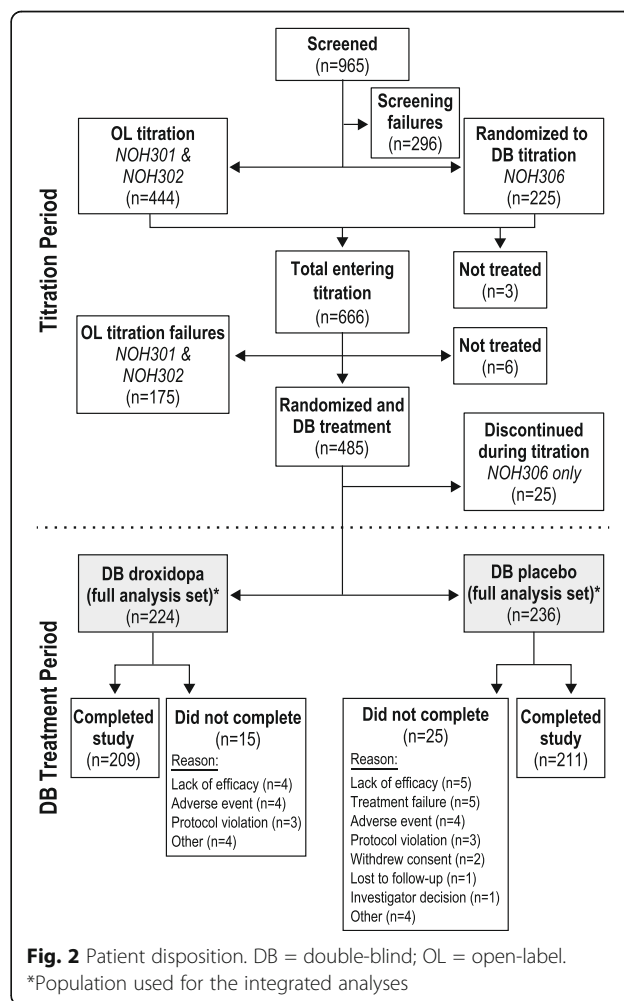 Screened
(n=965)
Screening
failures
(n=296)
OL titration
NOH301 &
NOH302
(n=444)
Randomized to
DB titration
NOH306
(n=225)
Titration Period
Total entering
titration
(n=666)
Not treated
(n=3)
OL titration failures
NOH301 &
NOH302
(n=175)
Not treated
(n=6)
Randomized and
DB treatment
(n=485)
Discontinued
during titration
NOH306 only
(n=25)
DB Treatment Period
DB droxidopa
(full analysis set)*
(n=224)
DB placebo
(full analysis set)*
(n=236)
Completed
study
(n=209)
Did not complete
(n=15)
Reason:
Lack of efficacy (n=4)
Adverse event (n=4)
Protocol violation (n=3)
Other (n=4)
Did not complete
(n=25)
Reason:
Lack of efficacy (n=5)
Treatment failure (n=5)
Adverse event (n=4)
Protocol violation (n=3)
Withdrew consent (n=2)
Lost to follow-up (n=1)
Investigator decision (n=1)
Other (n=4)
Completed
study
(n=211)
Fig. 2 Patient disposition. DB = double-blind; OL = open-label.
*Population used for the integrated analyses